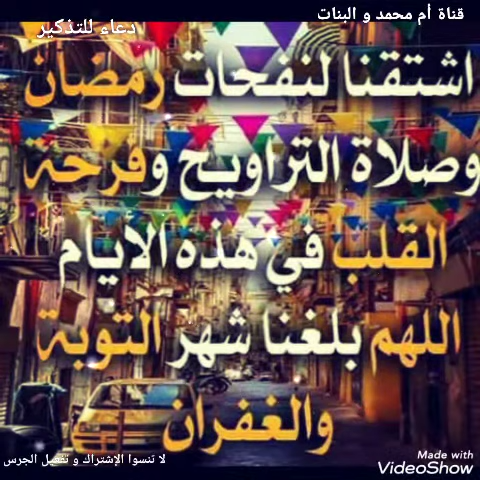 قناة أم محمد و البنات
دعاء للتذكير
اشتقنا لنفحات رمضان
وصلاة التراويح وفرحة
القلب في هذه الأيام
اللهم بلغنا شهر التوبة
والغفران
لا تنسوا الإشتراك و تفعيل الجرس
Made with
VideoShow